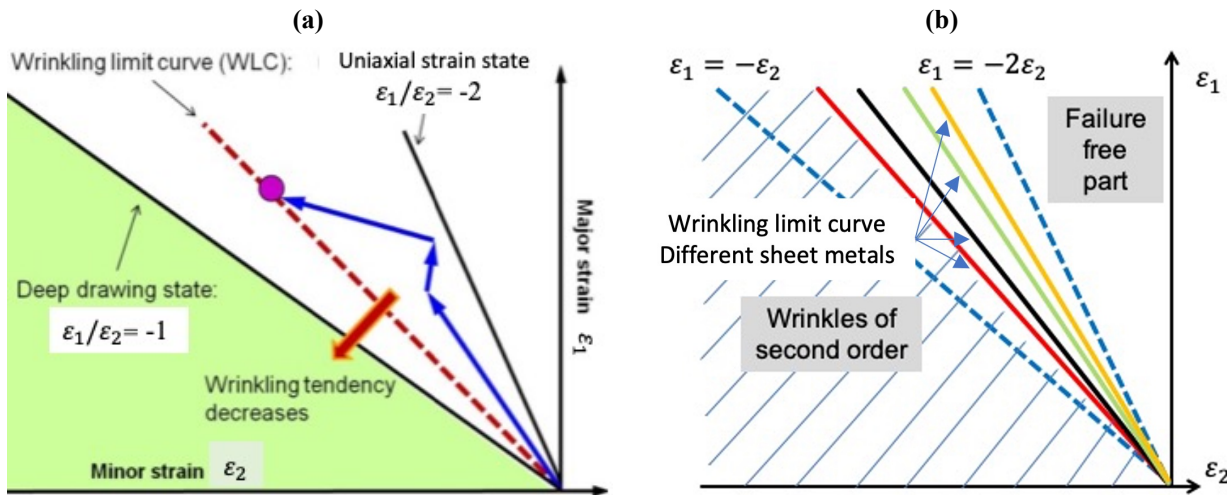 (a)
Wrinkling limit curve (WLC):
Uniaxial strain state
ε₁/ε₂= -2
Deep drawing state:
ε₁/ε₂= -1
Wrinkling tendency
decreases
Minor strain ε₂
Major strain ε₁
(b)
ε₁ = −ε₂
ε₁ = −2ε₂
ε₁
Failure
free
part
Wrinkling limit curve
Different sheet metals
Wrinkles of
second order
ε₂